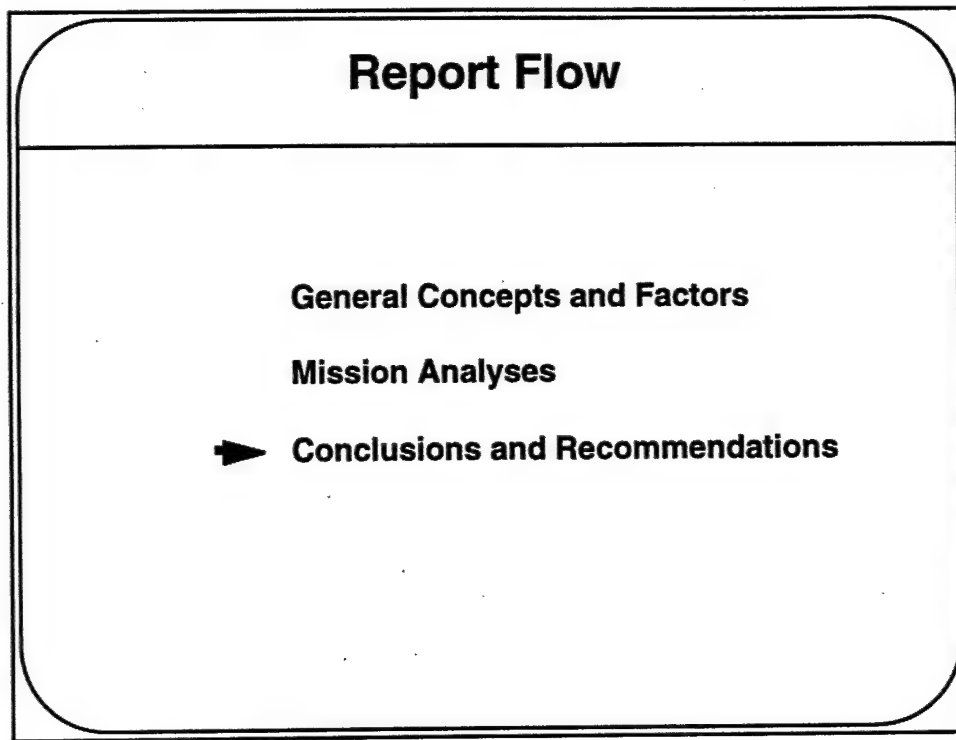 Report Flow
General Concepts and Factors
Mission Analyses
Conclusions and Recommendations